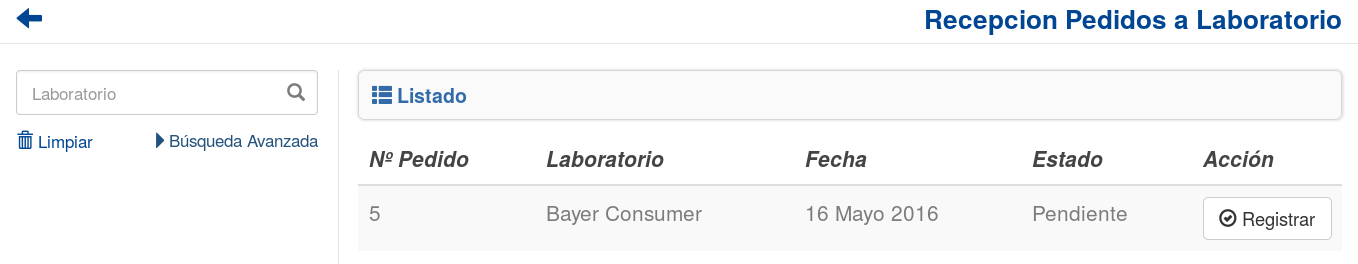 Recepcion Pedidos a Laboratorio
Laboratorio
Limpiar
Búsqueda Avanzada
Listado
Nº Pedido Laboratorio Fecha Estado Acción
5 Bayer Consumer 16 Mayo 2016 Pendiente Registrar